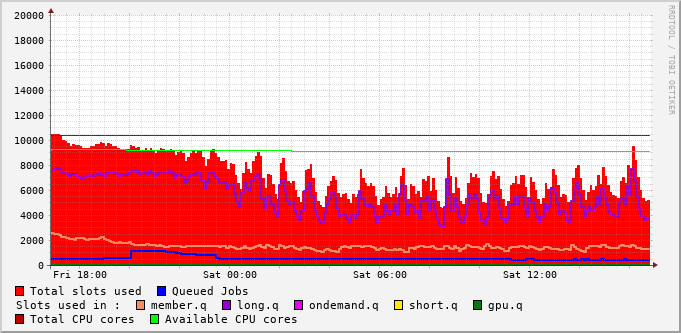 RRDTOOL / TOBI OETIKER
20000
18000
16000
14000
12000
10000
8000
6000
4000
2000
0
Fri 18:00 Sat 00:00 Sat 06:00 Sat 12:00
Total slots used Queued Jobs
Slots used in : member.q long.q ondemand.q short.q gpu.q
Total CPU cores Available CPU cores